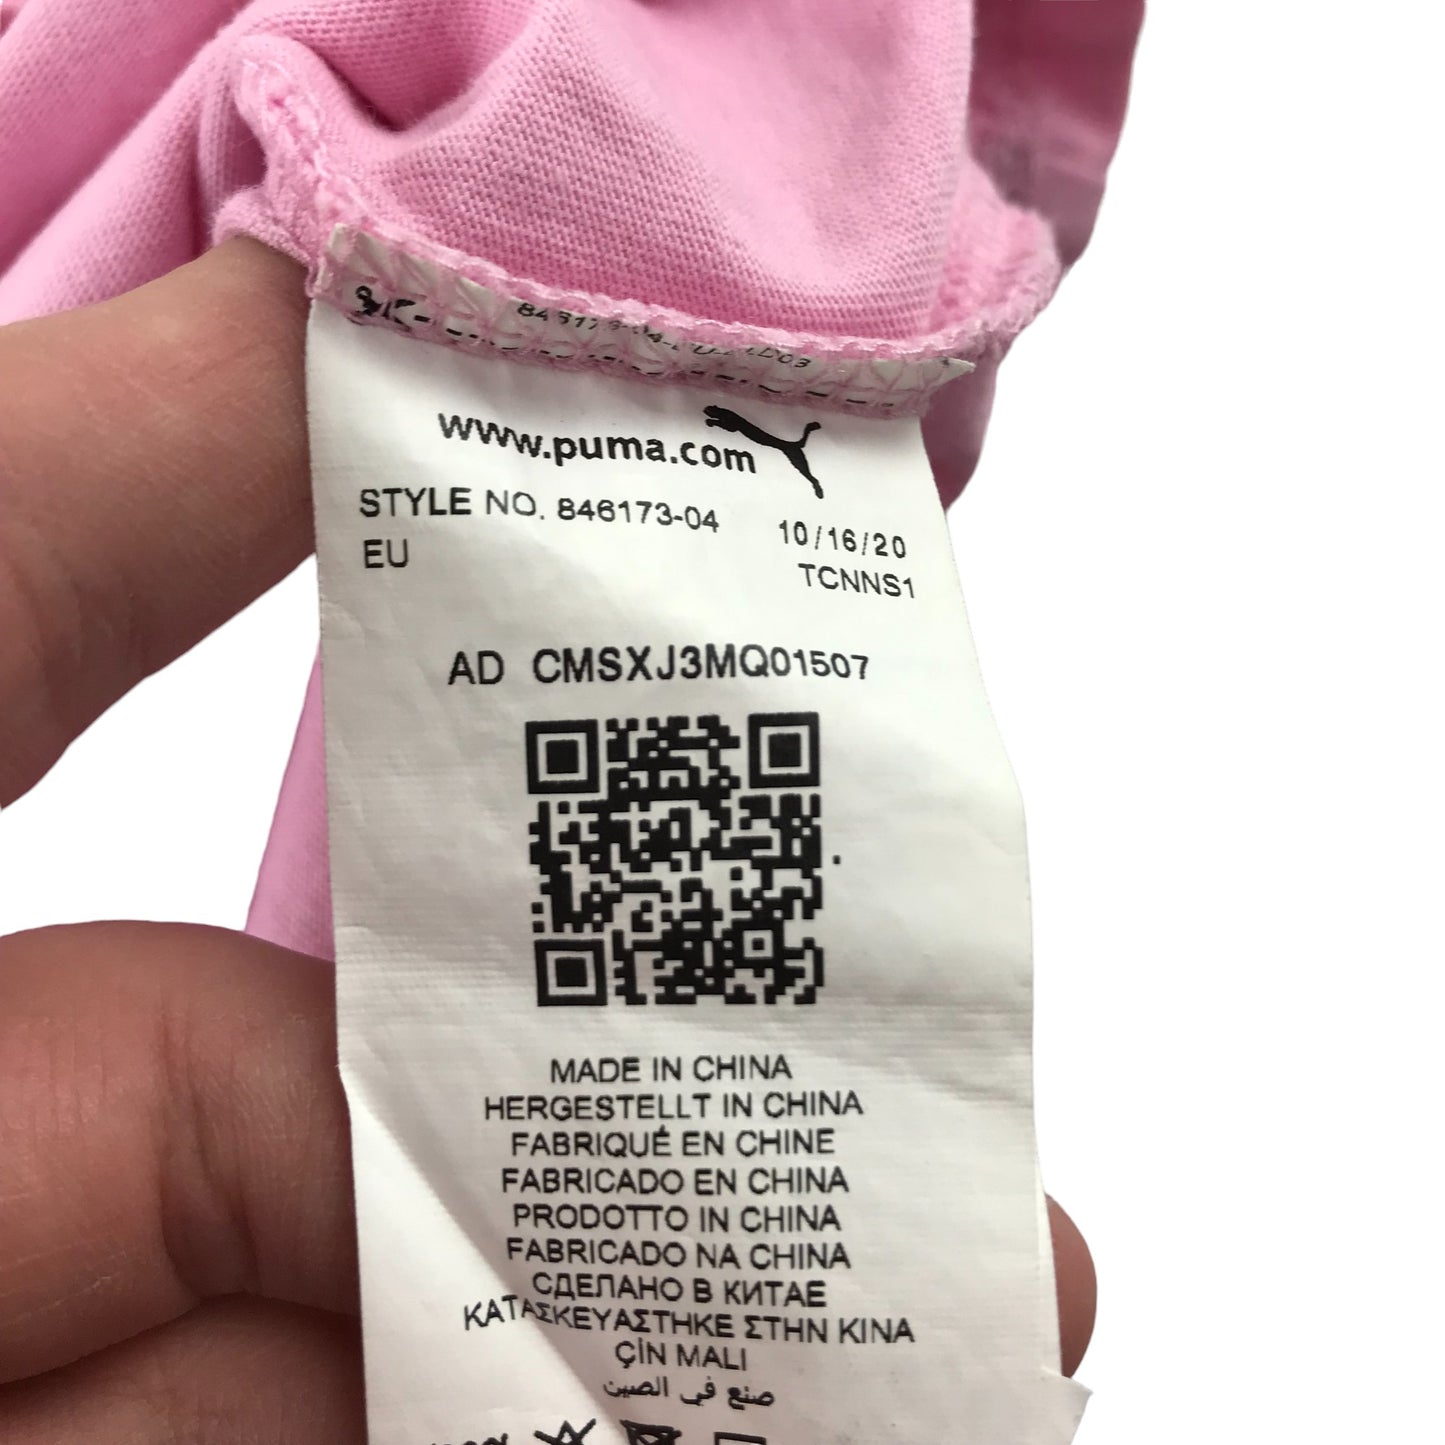 www.puma.com
STYLE NO. 846173-04 10/16/20
EU TCNNS1
AD CMSXJ3MQ01507
MADE IN CHINA
HERGESTELLT IN CHINA
FABRIQUÉ EN CHINE
FABRICADO EN CHINA
PRODOTTO IN CHINA
FABRICADO NA CHINA
СДЕЛАНО В КИТАЕ
ΚΑΤΑΣΚΕΥΑΣΤΗΚΕ ΣΤΗΝ ΚΙΝΑ
ÇİN MALI
صنع في الصين